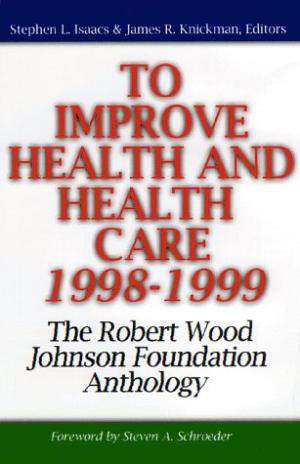 Stephen L. Isaacs & James R. Knickman, Editors
TO
IMPROVE
HEALTH AND
HEALTH
CARE
1998-1999
The Robert Wood
Johnson Foundation
Anthology
Foreword by Steven A. Schroeder